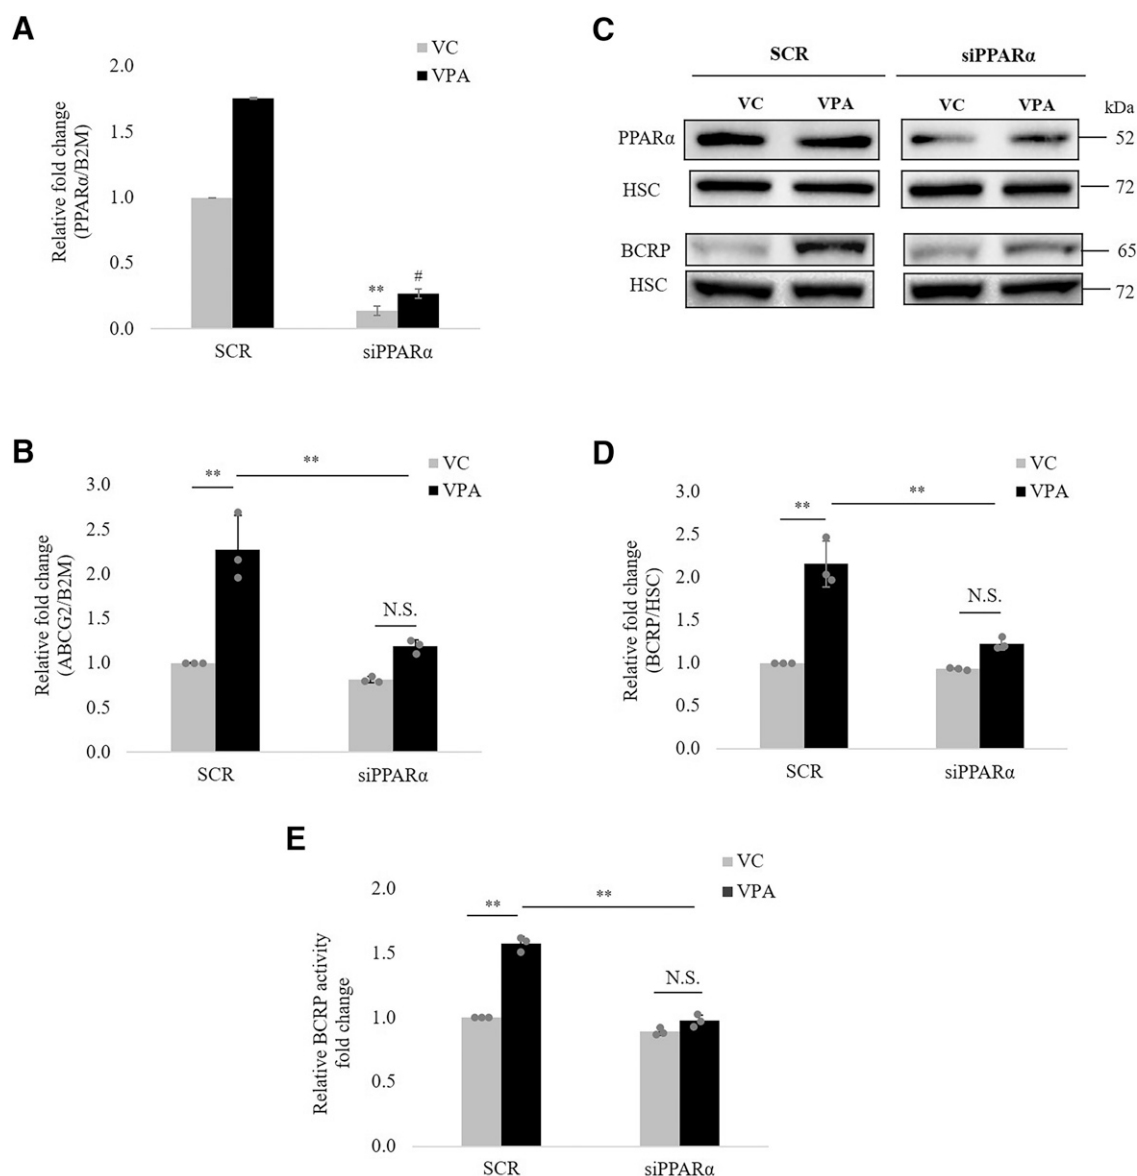 A
VC
VPA
Relative fold change
(PPARα/B2M)
2.0
1.5
1.0
0.5
0.0
**
#
SCR
siPPARα
C
SCR
siPPARα
VC
VPA
VC
VPA
kDa
PPARα
52
HSC
72
BCRP
65
HSC
72
B
VC
VPA
Relative fold change
(ABCG2/B2M)
3.0
2.5
2.0
1.5
1.0
0.5
0.0
**
**
N.S.
SCR
siPPARα
D
VC
VPA
Relative fold change
(BCRP/HSC)
3.0
2.5
2.0
1.5
1.0
0.5
0.0
**
**
N.S.
SCR
siPPARα
E
VC
VPA
Relative BCRP activity
fold change
2.0
1.5
1.0
0.5
0.0
**
**
N.S.
SCR
siPPARα